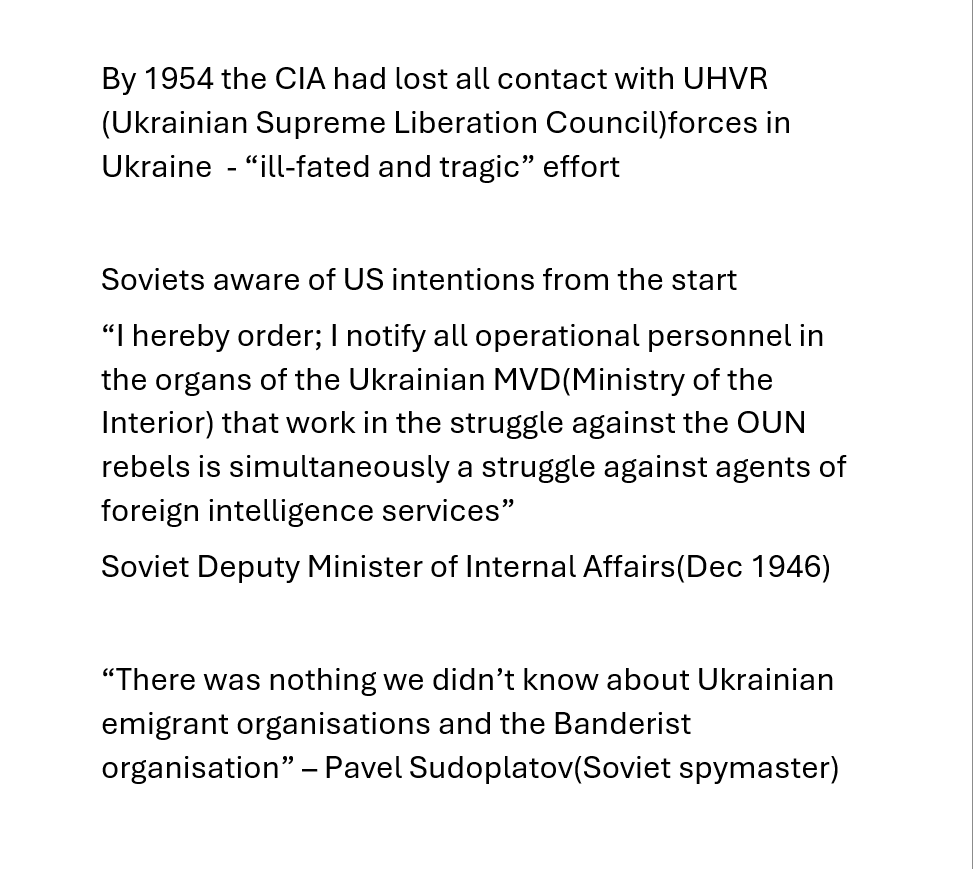 By 1954 the CIA had lost all contact with UHVR
(Ukrainian Supreme Liberation Council)forces in
Ukraine  - “ill-fated and tragic” effort
Soviets aware of US intentions from the start
“I hereby order; I notify all operational personnel in
the organs of the Ukrainian MVD(Ministry of the
Interior) that work in the struggle against the OUN
rebels is simultaneously a struggle against agents of
foreign intelligence services”
Soviet Deputy Minister of Internal Affairs(Dec 1946)
“There was nothing we didn’t know about Ukrainian
emigrant organisations and the Banderist
organisation” – Pavel Sudoplatov(Soviet spymaster)